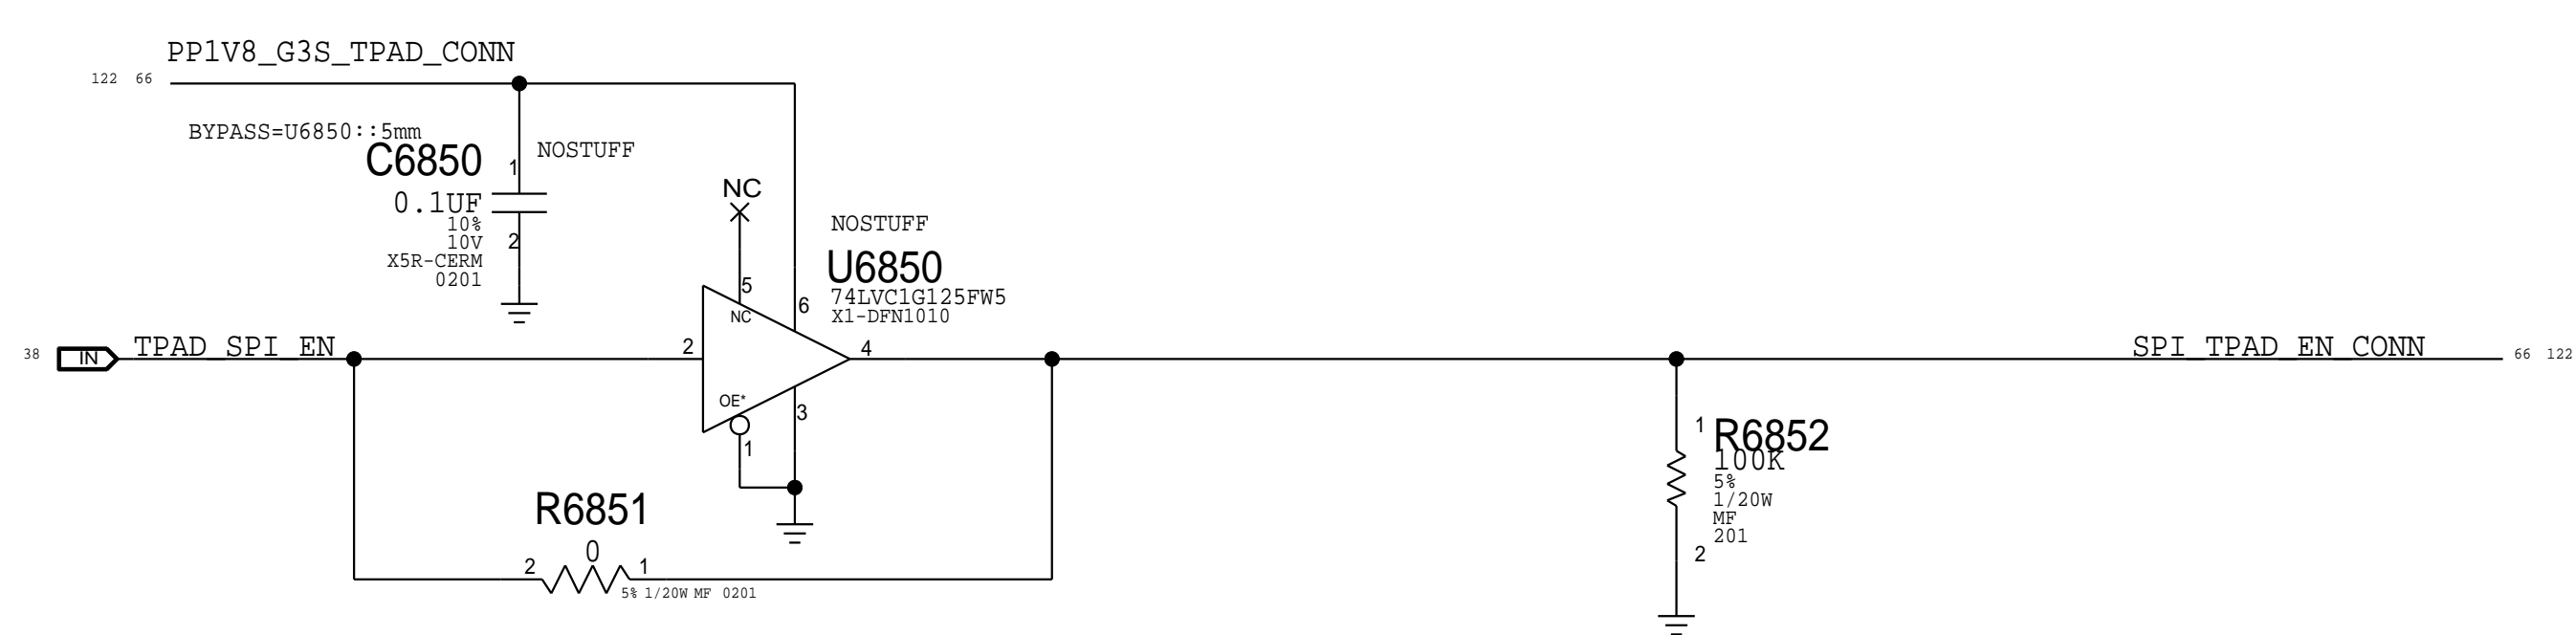 PP1V8_G3S_TPAD_CONN
122 66
BYPASS=U6850::5mm
C6850
NOSTUFF
1
0.1UF
10%
10V
2
X5R-CERM
0201
NC
NOSTUFF
U6850
74LVC1G125FW5
X1-DFN1010
5
6
NC
38 IN TPAD_SPI_EN
2
4
SPI_TPAD_EN_CONN
66 122
OE*
3
1
R6851
0
2
1
5% 1/20W MF 0201
1
R6852
100K
5%
1/20W
MF
201
2